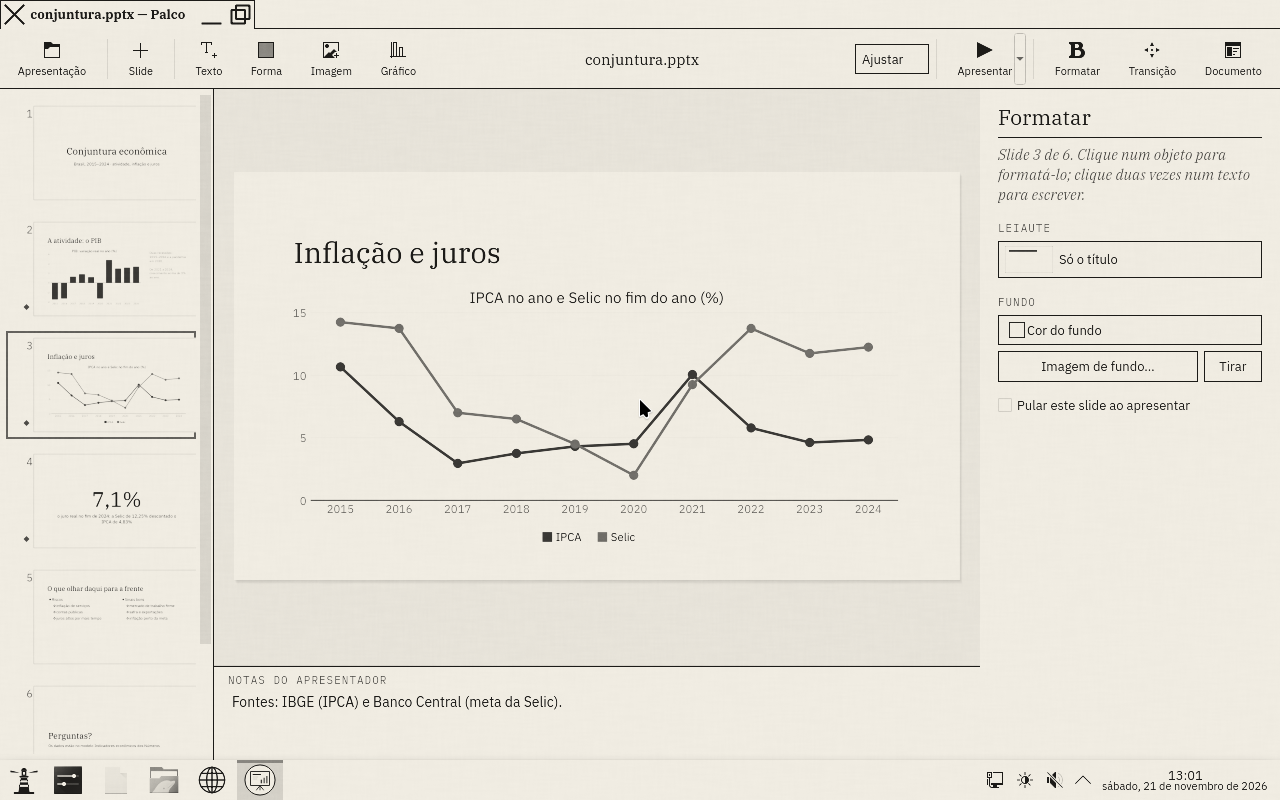 conjuntura.pptx — Palco
Apresentação
Slide
Texto
Forma
Imagem
Gráfico
conjuntura.pptx
Ajustar
Apresentar
Formatar
Transição
Documento
1
Conjuntura econômica
2
A atividade: o PIB
3
Inflação e juros
4
7,1%
5
O que olhar daqui para a frente
6
Perguntas?
Inflação e juros
IPCA no ano e Selic no fim do ano (%)
15
10
5
0
2015 2016 2017 2018 2019 2020 2021 2022 2023 2024
IPCA Selic
NOTAS DO APRESENTADOR
Fontes: IBGE (IPCA) e Banco Central (meta da Selic).
Formatar
Slide 3 de 6. Clique num objeto para
formatá-lo; clique duas vezes num texto
para escrever.
LEIAUTE
Só o título
FUNDO
Cor do fundo
Imagem de fundo...
Tirar
Pular este slide ao apresentar
13:01
sábado, 21 de novembro de 2026